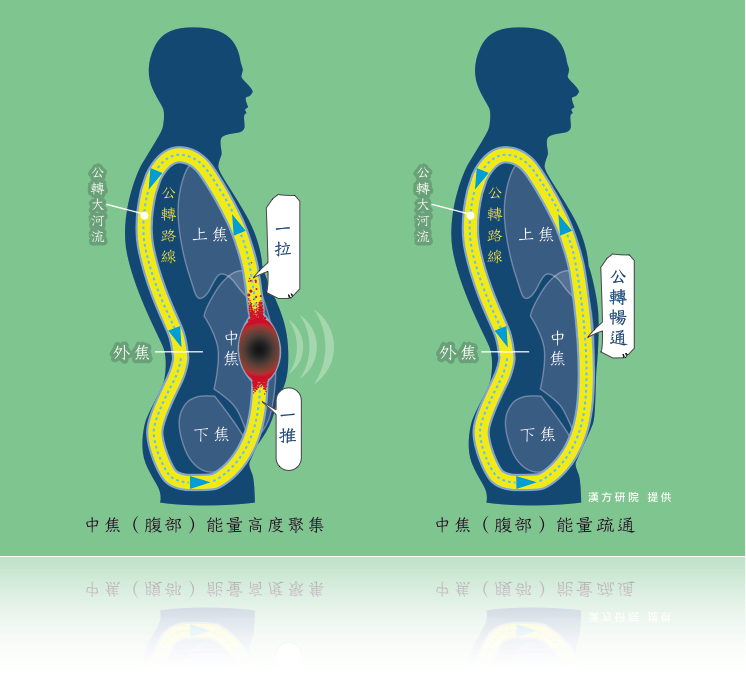 公轉大河流
公轉路線
上焦
一拉
中焦
外焦
一推
下焦
中焦（腹部）能量高度聚集
公轉大河流
公轉路線
上焦
公轉暢通
中焦
外焦
下焦
漢方研院 提供
中焦（腹部）能量疏通